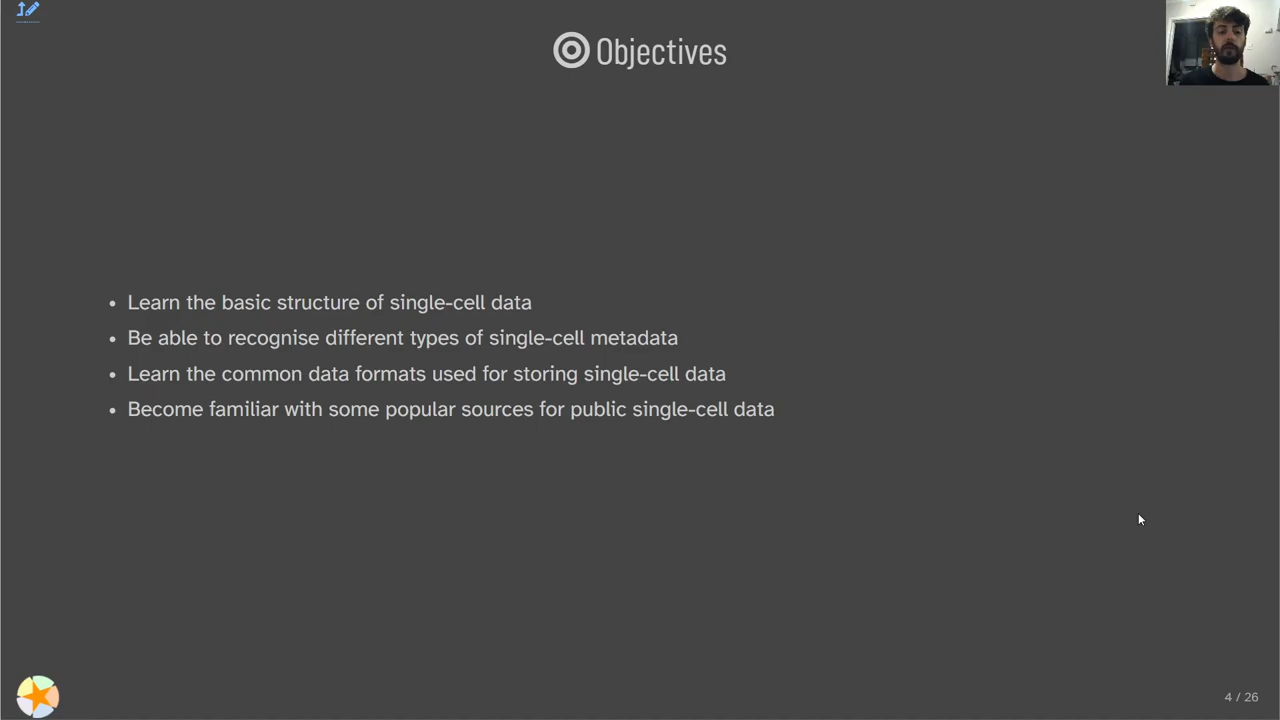 Objectives
• Learn the basic structure of single-cell data
• Be able to recognise different types of single-cell metadata
• Learn the common data formats used for storing single-cell data
• Become familiar with some popular sources for public single-cell data
4 / 26